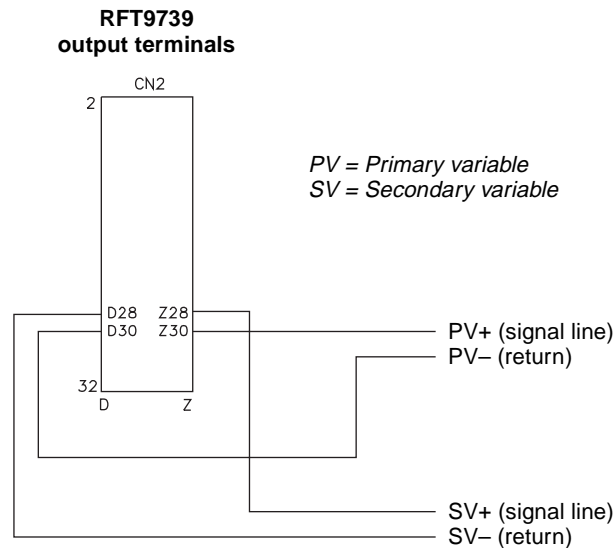 RFT9739
output terminals
CN2
2
PV = Primary variable
SV = Secondary variable
D28 Z28
D30 Z30
PV+ (signal line)
PV– (return)
32
D Z
SV+ (signal line)
SV– (return)